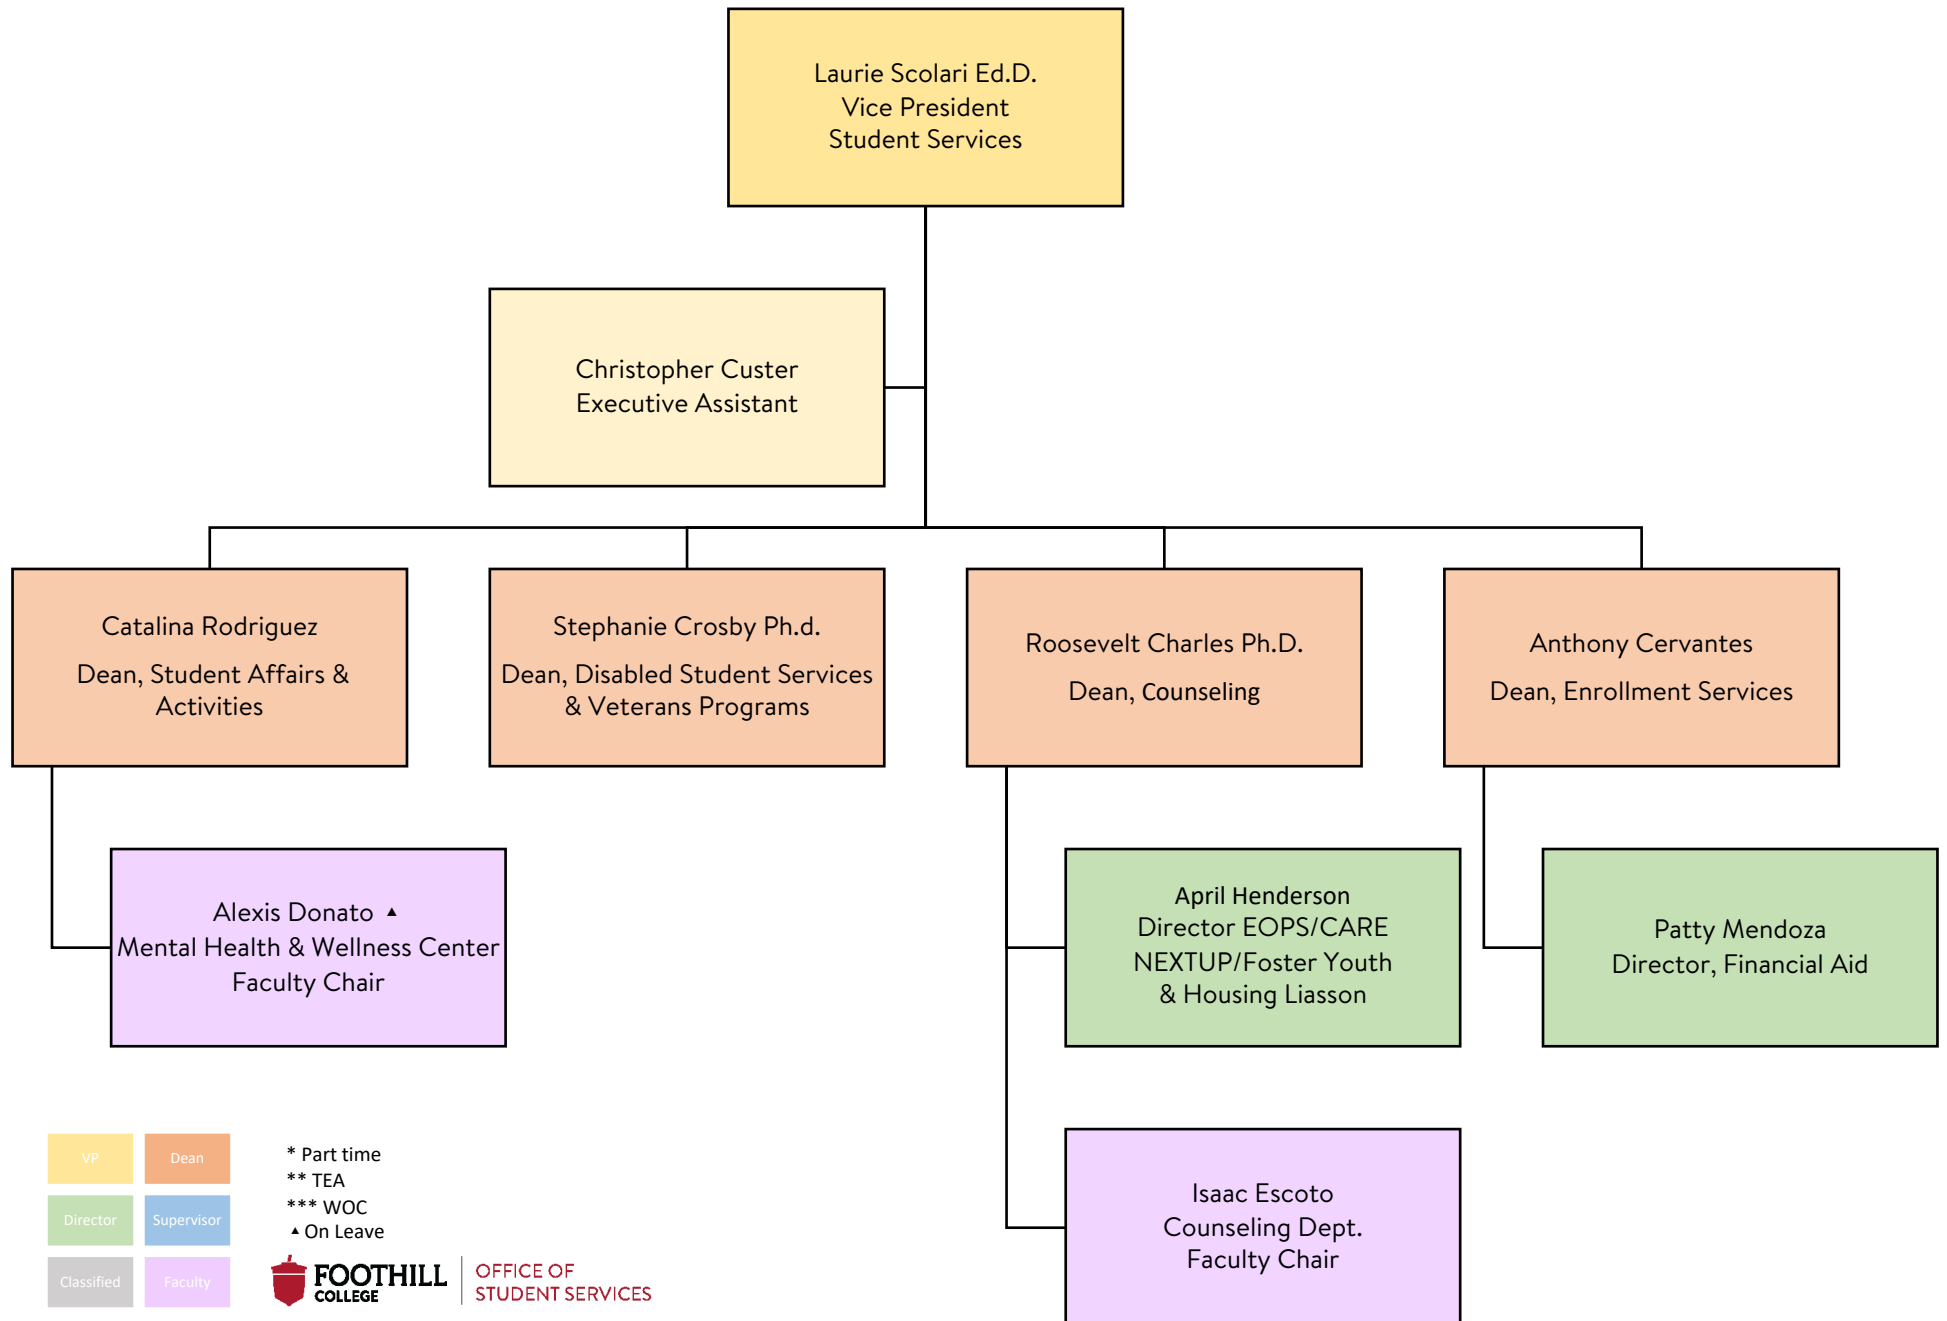 Laurie Scolari Ed.D.
Vice President
Student Services
Christopher Custer
Executive Assistant
Catalina Rodriguez
Dean, Student Affairs &
Activities
Stephanie Crosby Ph.d.
Dean, Disabled Student Services
& Veterans Programs
Roosevelt Charles Ph.D.
Dean, Counseling
Anthony Cervantes
Dean, Enrollment Services
Alexis Donato ▲
Mental Health & Wellness Center
Faculty Chair
April Henderson
Director EOPS/CARE
NEXTUP/Foster Youth
& Housing Liasson
Patty Mendoza
Director, Financial Aid
Isaac Escoto
Counseling Dept.
Faculty Chair
VP
Dean
Director
Supervisor
Classified
Faculty
* Part time
** TEA
*** WOC
▲ On Leave
FOOTHILL
COLLEGE
OFFICE OF
STUDENT SERVICES